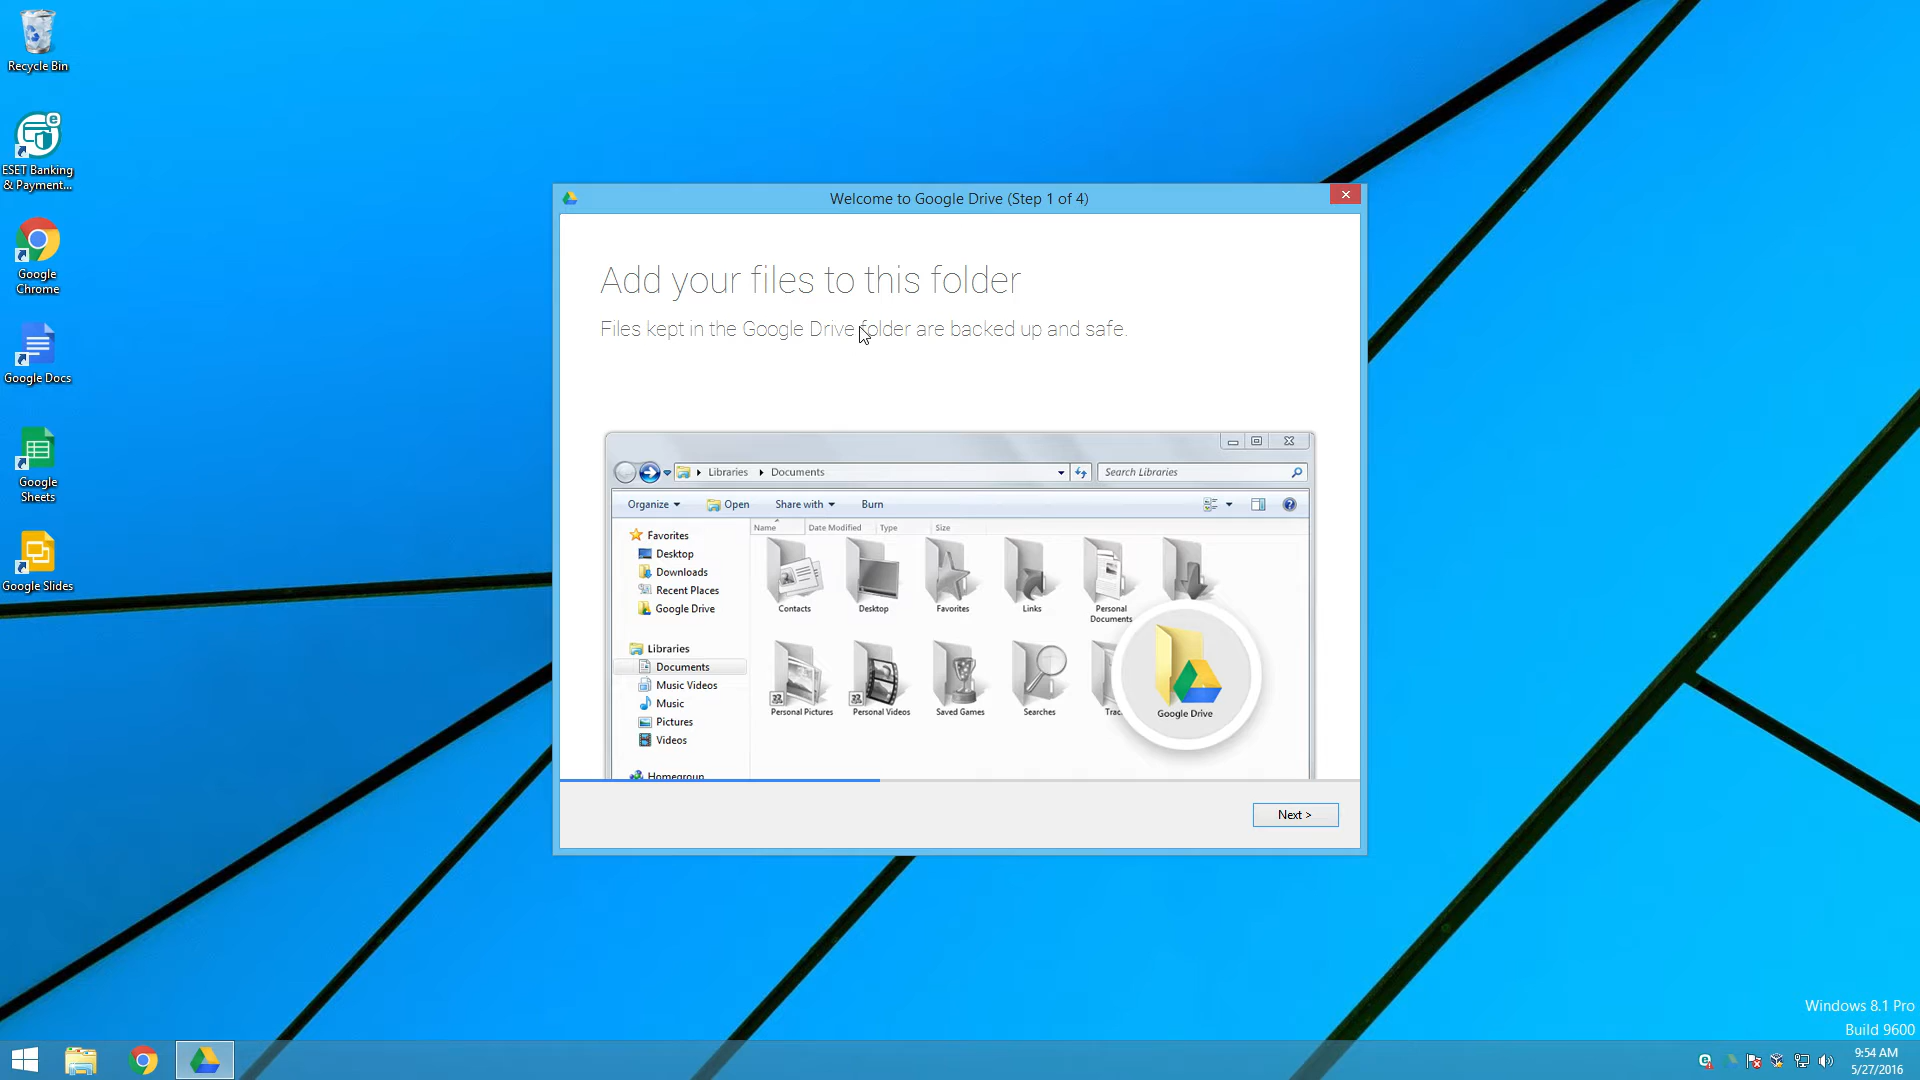 Recycle Bin
ESET Banking
& Payment...
Google
Chrome
Google Docs
Google
Sheets
Google Slides
Welcome to Google Drive (Step 1 of 4)
Add your files to this folder
Files kept in the Google Drive folder are backed up and safe.
Libraries
Documents
Search Libraries
Organize
Open
Share with
Burn
Name
Date Modified
Type
Size
Favorites
Desktop
Downloads
Recent Places
Google Drive
Libraries
Documents
Music Videos
Music
Pictures
Videos
Homegroup
Contacts
Desktop
Favorites
Links
Personal
Documents
Personal Pictures
Personal Videos
Saved Games
Searches
Google Drive
Next >
Windows 8.1 Pro
Build 9600
9:54 AM
5/27/2016